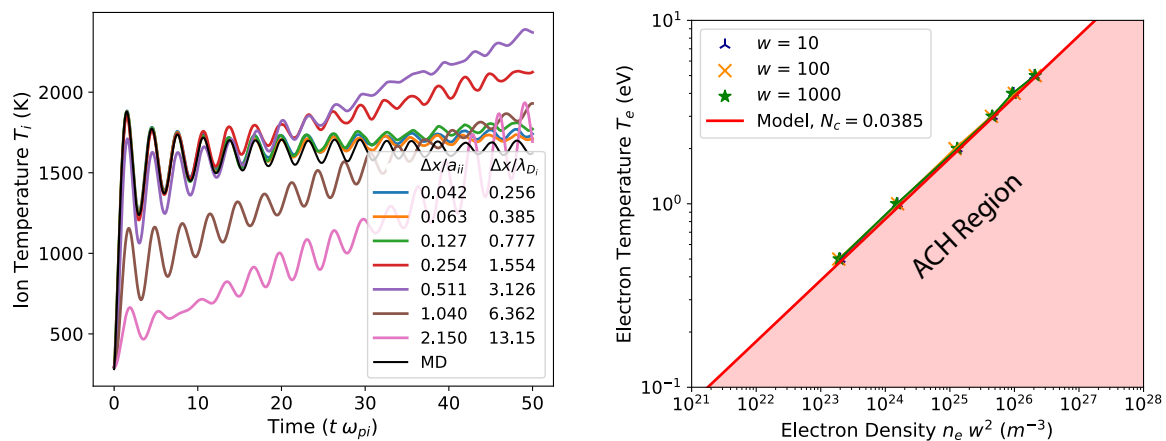 Ion Temperature T_i (K)
2000
1500
1000
500
0 10 20 30 40 50
Time (t ω_pi)
Δx/a_ii Δx/λ_Di
0.042 0.256
0.063 0.385
0.127 0.777
0.254 1.554
0.511 3.126
1.040 6.362
2.150 13.15
MD
Electron Temperature T_e (eV)
10^1
10^0
10^−1
w = 10
w = 100
w = 1000
Model, N_c = 0.0385
ACH Region
10^21 10^22 10^23 10^24 10^25 10^26 10^27 10^28
Electron Density n_e w^2 (m^−3)